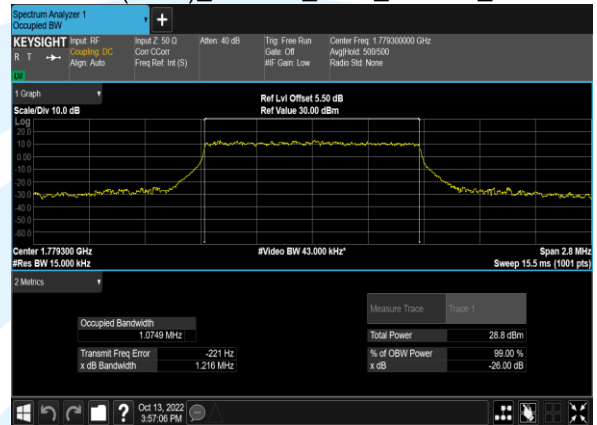 Spectrum Analyzer 1
Occupied BW
+
KEYSIGHT Input: RF Input Z: 50 Ω Atten: 40 dB Trig: Free Run Center Freq: 1.779300000 GHz
R T Coupling: DC Corr CCorr Gate: Off Avg|Hold: 500/500
Align: Auto Freq Ref: Int (S) #IF Gain: Low Radio Std: None
LU
1 Graph
Ref Lvl Offset 5.50 dB
Scale/Div 10.0 dB Ref Value 30.00 dBm
Log
20.0
10.0
0.00
-10.0
-20.0
-30.0
-40.0
-50.0
-60.0
Center 1.779300 GHz #Video BW 43.000 kHz* Span 2.8 MHz
#Res BW 15.000 kHz Sweep 15.5 ms (1001 pts)
2 Metrics
Measure Trace Trace 1
Occupied Bandwidth
1.0749 MHz Total Power 28.8 dBm
Transmit Freq Error -221 Hz % of OBW Power 99.00 %
x dB Bandwidth 1.216 MHz x dB -26.00 dB
? Oct 13, 2022
3:57:06 PM